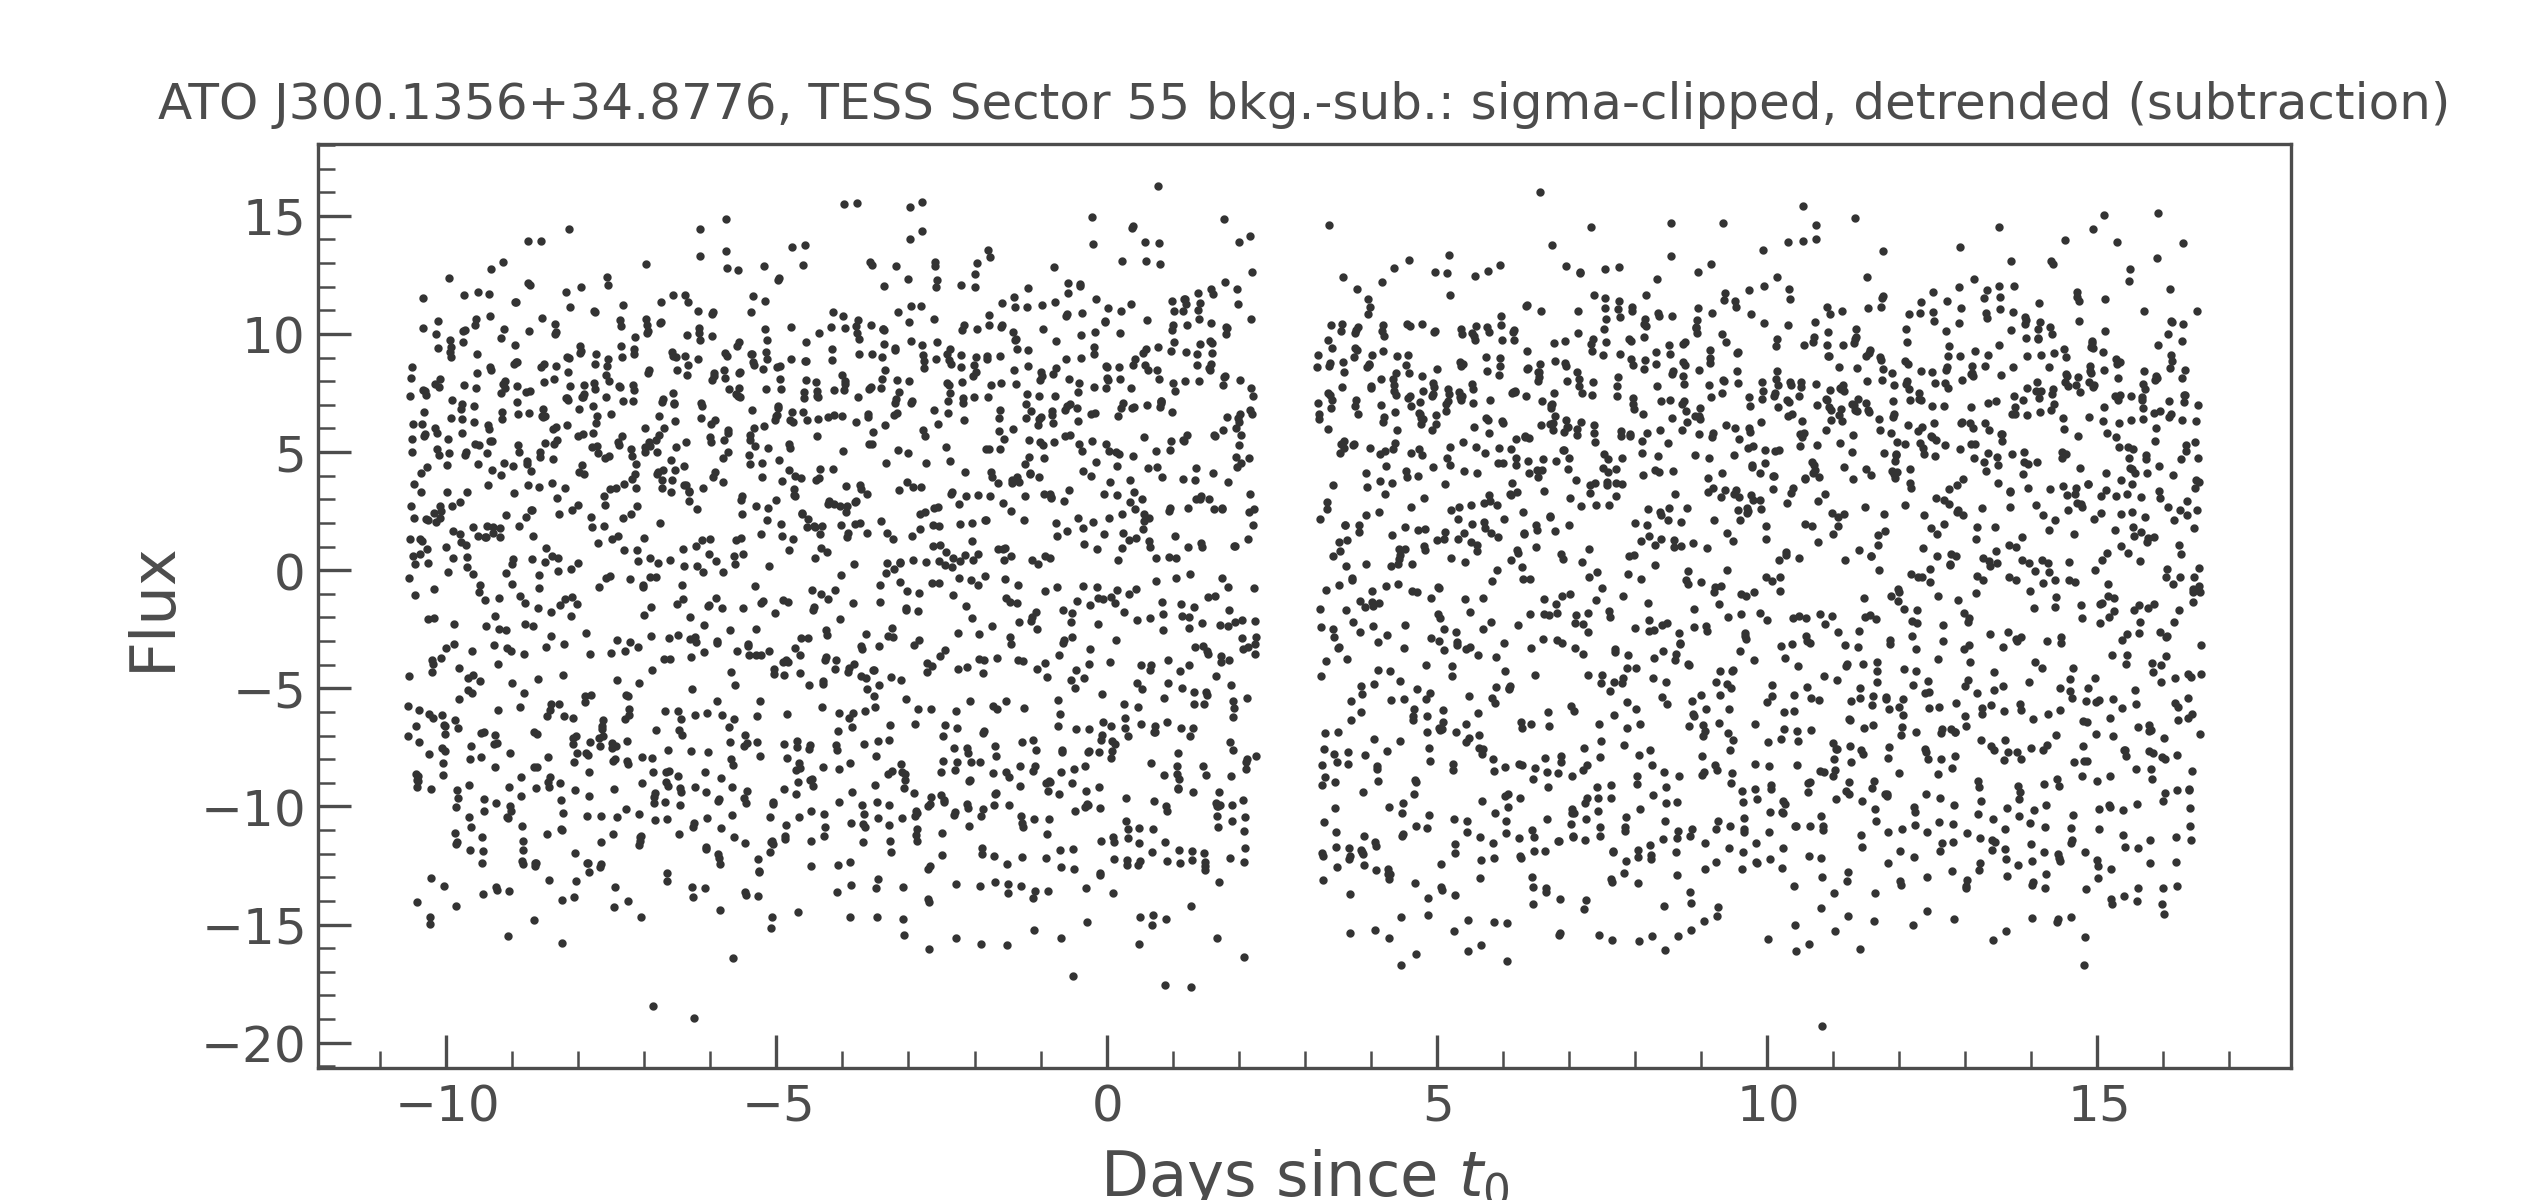 ATO J300.1356+34.8776, TESS Sector 55 bkg.-sub.: sigma-clipped, detrended (subtraction)
15
10
5
0
−5
−10
−15
−20
Flux
−10 −5 0 5 10 15
Days since t0